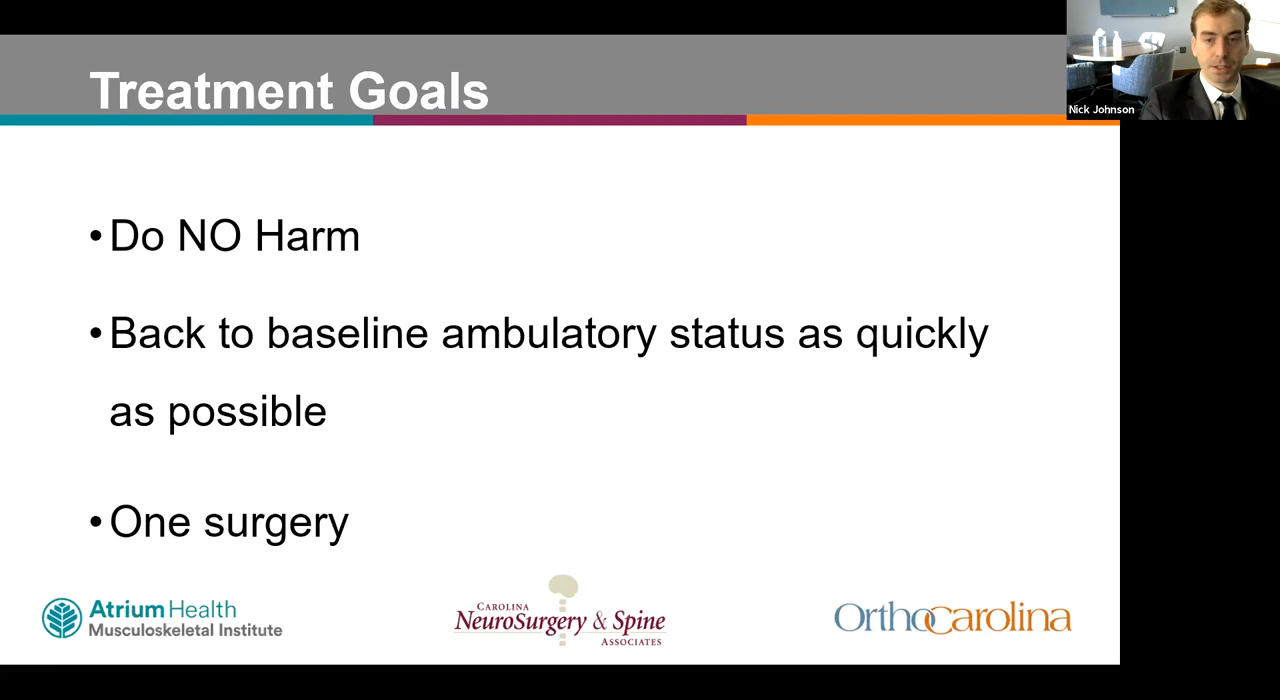 Treatment Goals
Nick Johnson
•Do NO Harm
•Back to baseline ambulatory status as quickly
as possible
•One surgery
Atrium Health
Musculoskeletal Institute
CAROLINA
NEUROSURGERY & SPINE
ASSOCIATES
OrthoCarolina